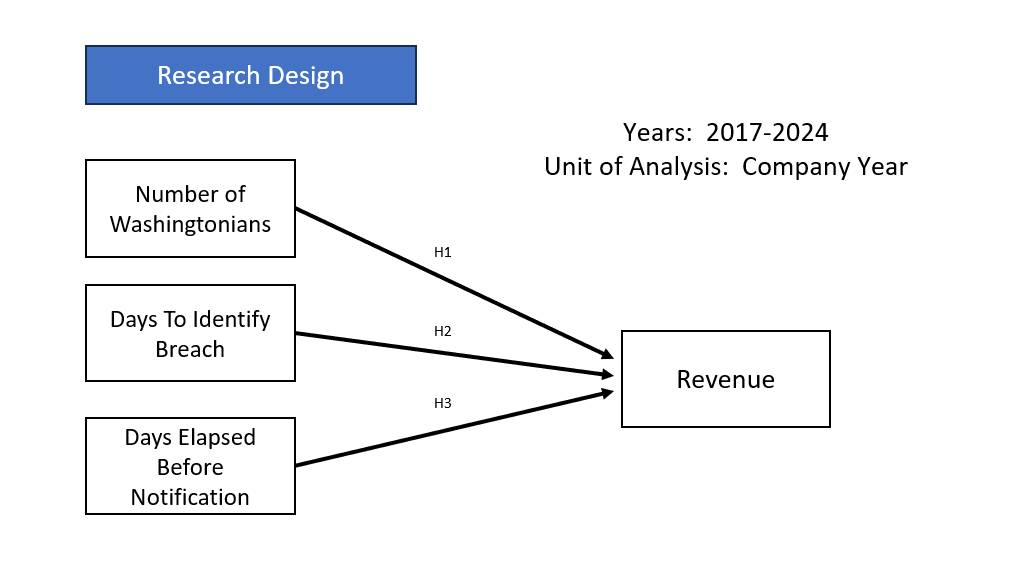 Research Design
Years: 2017-2024
Unit of Analysis: Company Year
Number of
Washingtonians
H1
Days To Identify
Breach
H2
Revenue
H3
Days Elapsed
Before
Notification